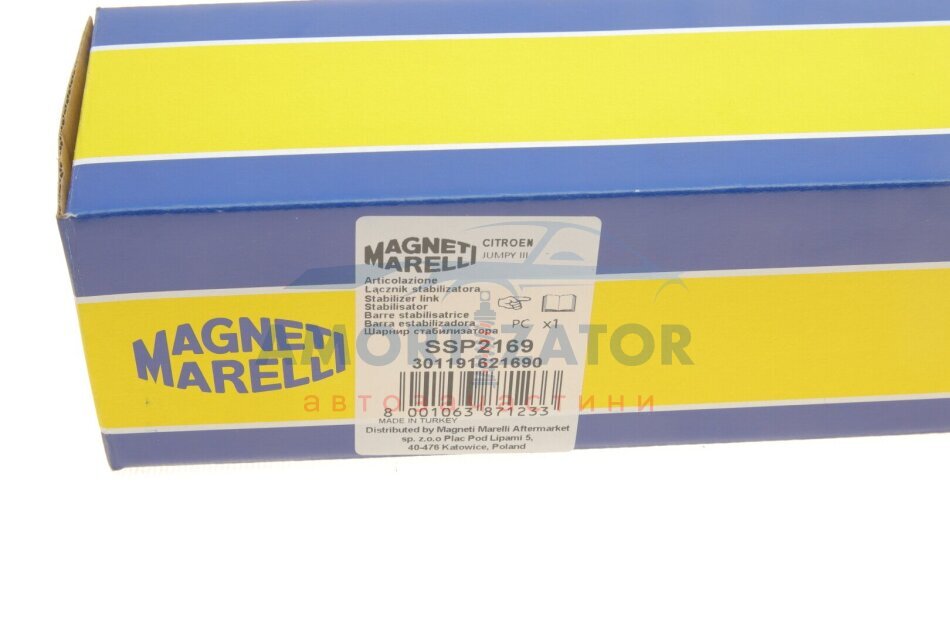 MAGNETI
MARELLI
CITROEN
JUMPY III
Articolazione
Łącznik stabilizatora
Stabilizer link
Stabilisator
Barre stabilisatrice
Barra estabilizadora
Шарнир стабилизатора
PC x1
SSP2169
301191621690
8 001063 871233
MADE IN TURKEY
Distributed by Magneti Marelli Aftermarket
sp. z.o.o Plac Pod Lipami 5,
40-476 Katowice, Poland
MAGNETI
MARELLI
AMORTIZATOR
автозапчастини